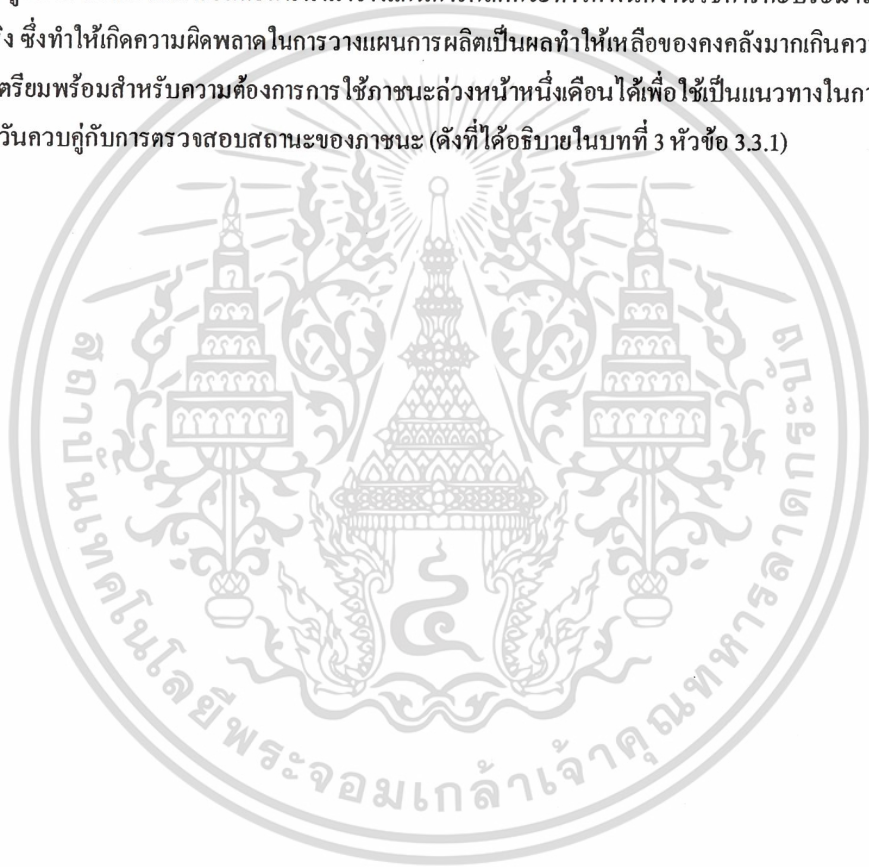 ซึ่งทำให้เกิดความผิดพลาดในการวางแผนการผลิตเป็นผลทำให้เหลือของคงคลังมากเกินคว
ตรียมพร้อมสำหรับความต้องการการใช้ภาชนะล่วงหน้าหนึ่งเดือนได้เพื่อใช้เป็นแนวทางในกา
วันควบคู่กับการตรวจสอบสถานะของภาชนะ (ดังที่ได้อธิบายในบทที่ 3 หัวข้อ 3.3.1)
สถาบันเทคโนโลยีพระจอมเกล้าเจ้าคุณทหารลาดกระบัง